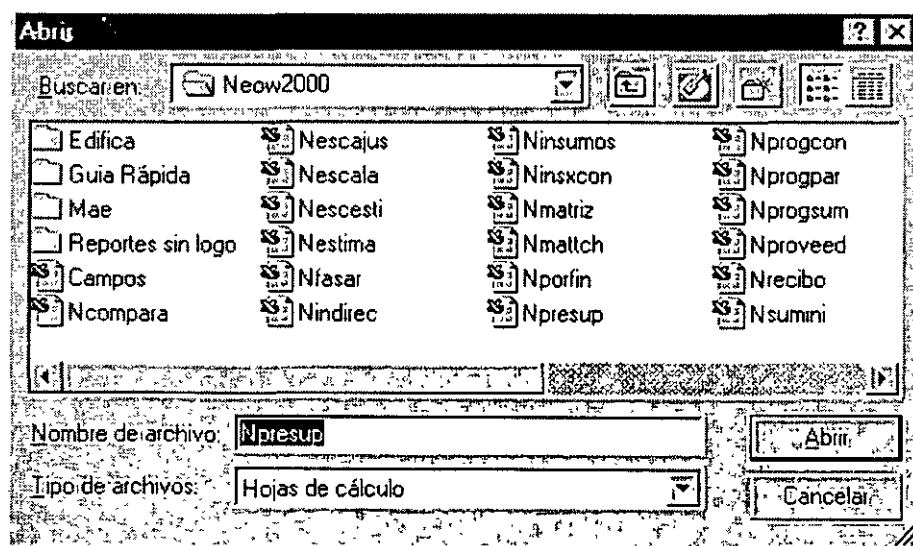 Abrir
Buscar en: Neow2000
Edifica Nescajus Ninsumos Nprogcon
Guia Rápida Nescala Ninsxcon Nprogpar
Mae Nescesti Nmatriz Nprogsum
Reportes sin logo Nestima Nmattch Nproveed
Campos Nfasar Nporfin Nrecibo
Ncompara Nindirec Npresup Nsumini
Nombre de archivo: Npresup Abrir
Tipo de archivos: Hojas de cálculo Cancelar